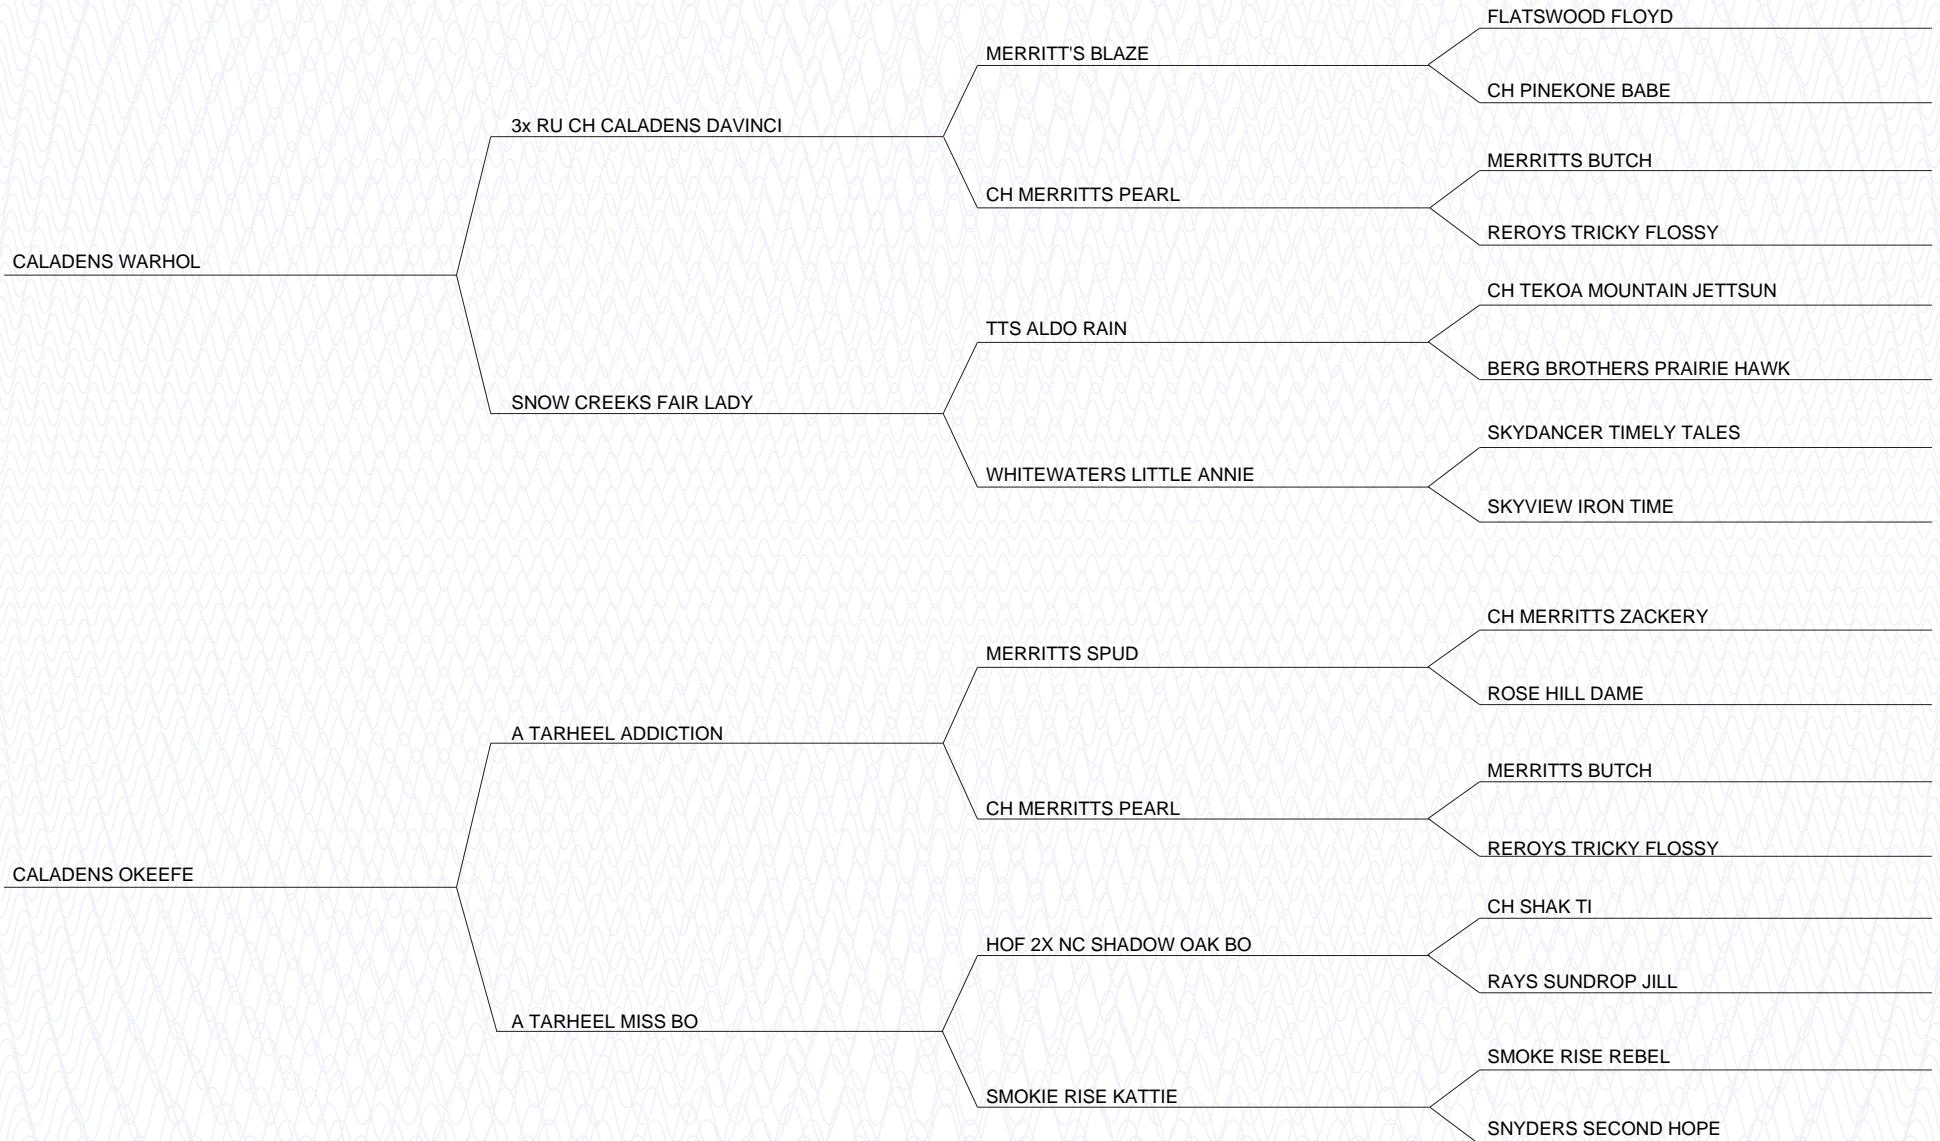 FLATSWOOD FLOYD
MERRITT'S BLAZE
CH PINEKONE BABE
3x RU CH CALADENS DAVINCI
MERRITTS BUTCH
CH MERRITTS PEARL
REROYS TRICKY FLOSSY
CALADENS WARHOL
CH TEKOA MOUNTAIN JETTSUN
TTS ALDO RAIN
BERG BROTHERS PRAIRIE HAWK
SNOW CREEKS FAIR LADY
SKYDANCER TIMELY TALES
WHITEWATERS LITTLE ANNIE
SKYVIEW IRON TIME
CH MERRITTS ZACKERY
MERRITTS SPUD
ROSE HILL DAME
A TARHEEL ADDICTION
MERRITTS BUTCH
CH MERRITTS PEARL
REROYS TRICKY FLOSSY
CALADENS OKEEFE
CH SHAK TI
HOF 2X NC SHADOW OAK BO
RAYS SUNDROP JILL
A TARHEEL MISS BO
SMOKE RISE REBEL
SMOKIE RISE KATTIE
SNYDERS SECOND HOPE